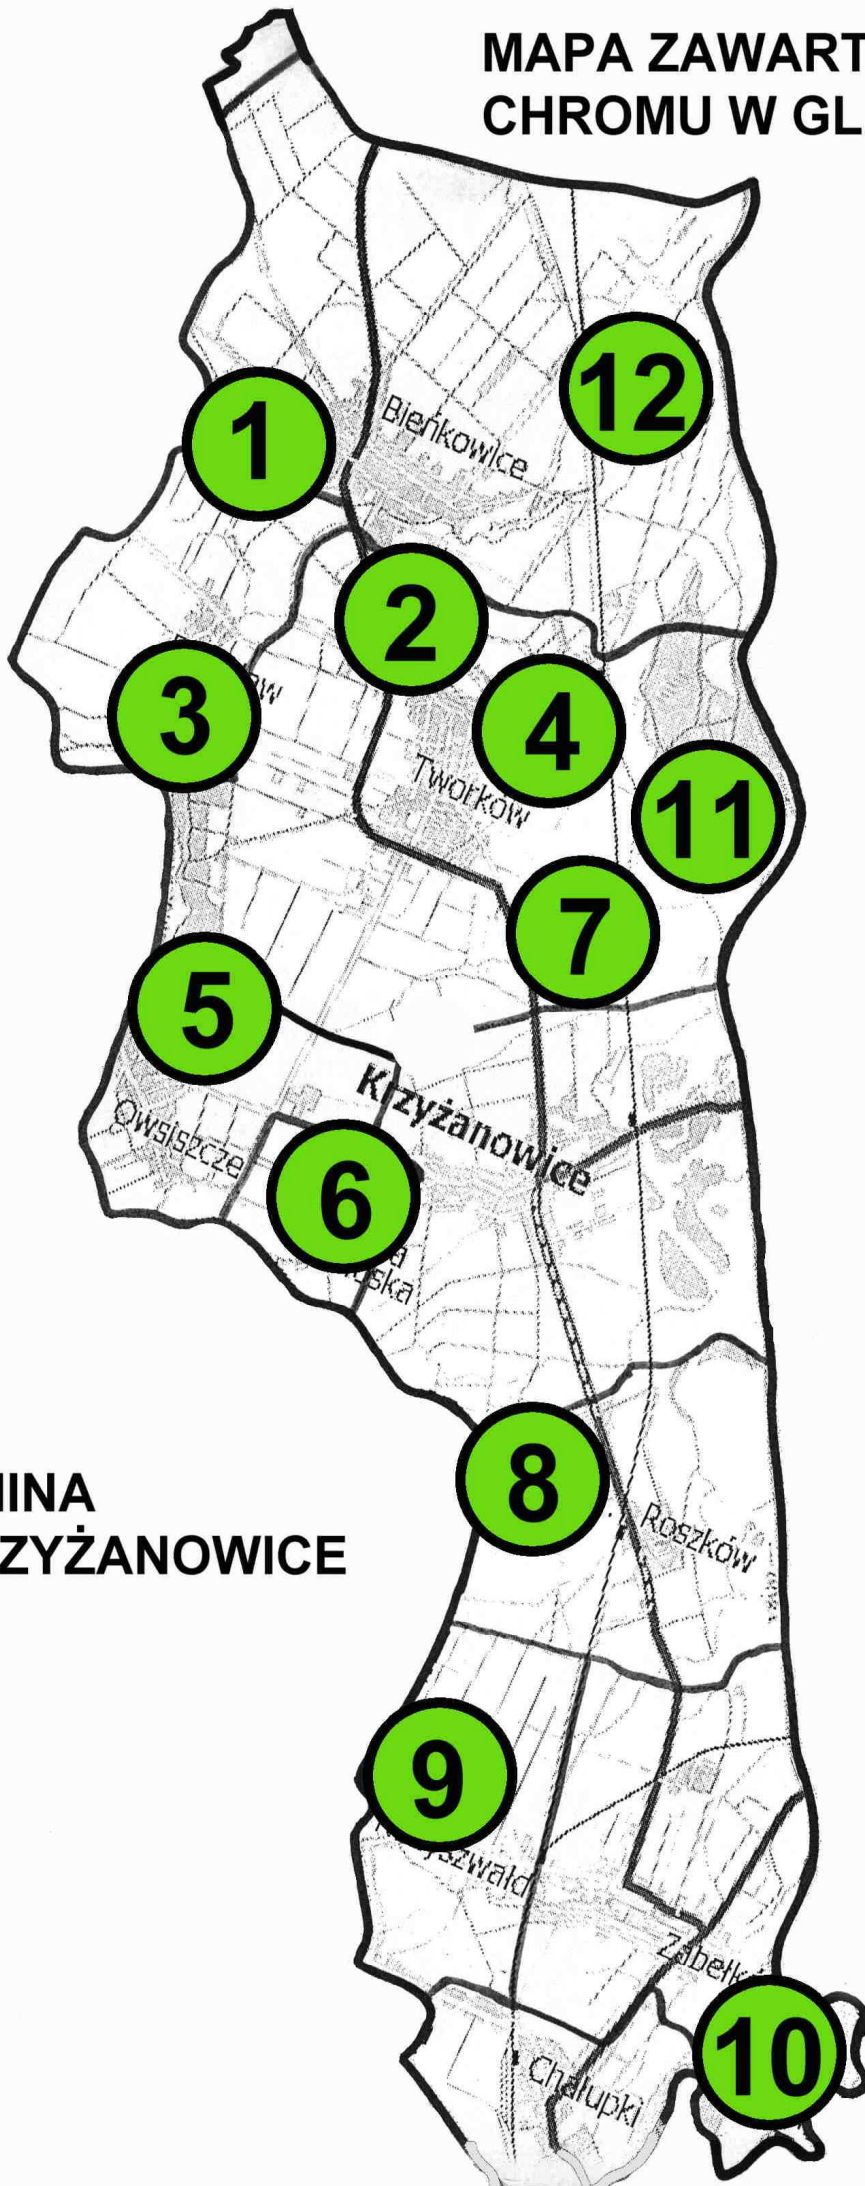 MAPA ZAWART
CHROMU W GL
12
Bieńkowice
1
2
3
4
Tworków
11
7
5
Krzyżanowice
Owsiszcze
6
8
Roszków
NINA
ZYŻANOWICE
9
Zabełk
10
Chałupki